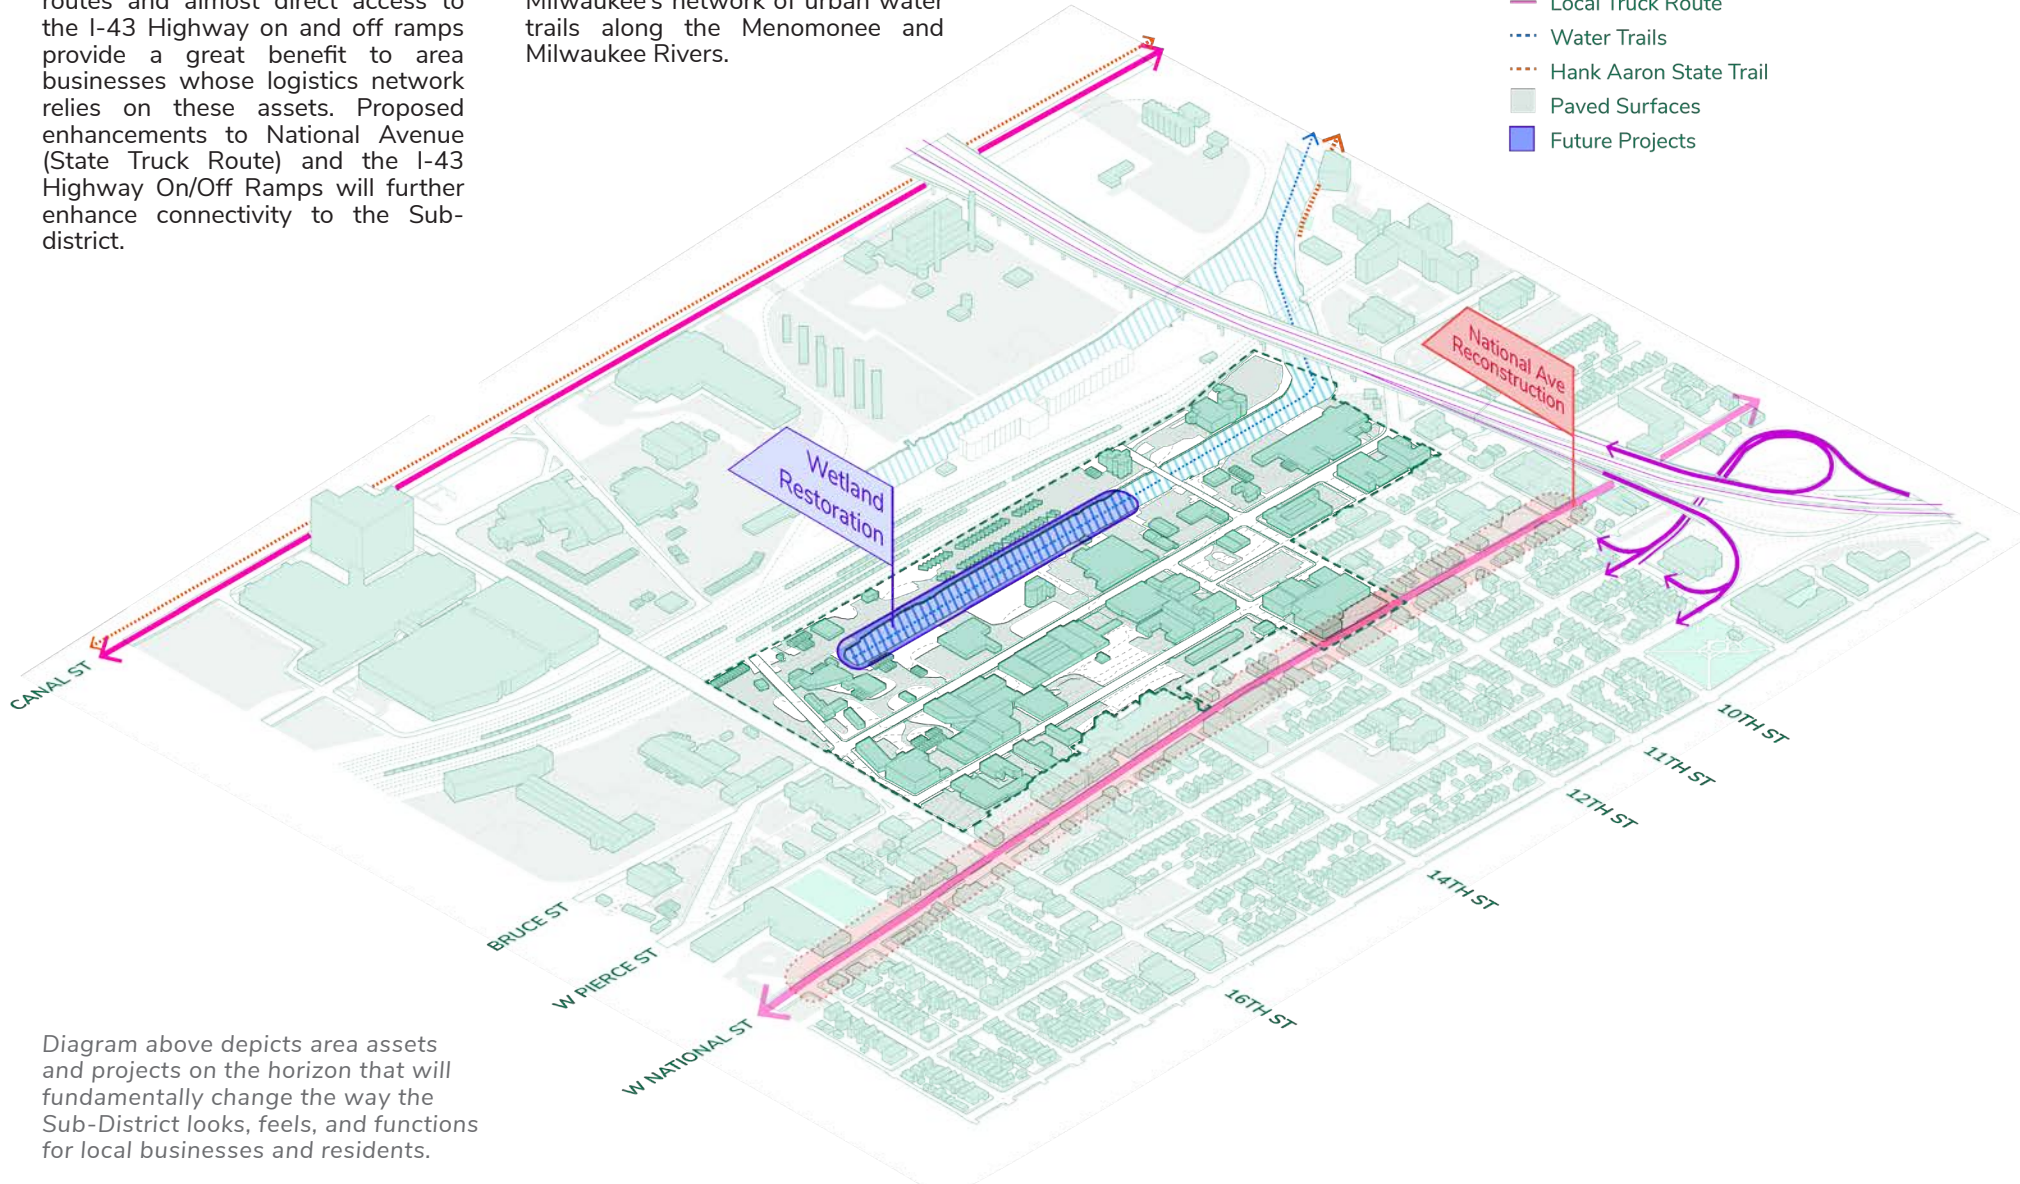 routes and almost direct access to
the I-43 Highway on and off ramps
provide a great benefit to area
businesses whose logistics network
relies on these assets. Proposed
enhancements to National Avenue
(State Truck Route) and the I-43
Highway On/Off Ramps will further
enhance connectivity to the Sub-
district.
Milwaukee's network of urban water
trails along the Menomonee and
Milwaukee Rivers.
Local Truck Route
Water Trails
Hank Aaron State Trail
Paved Surfaces
Future Projects
National Ave
Reconstruction
Wetland
Restoration
CANAL ST
BRUCE ST
W PIERCE ST
W NATIONAL ST
10TH ST
11TH ST
12TH ST
14TH ST
16TH ST
Diagram above depicts area assets
and projects on the horizon that will
fundamentally change the way the
Sub-District looks, feels, and functions
for local businesses and residents.